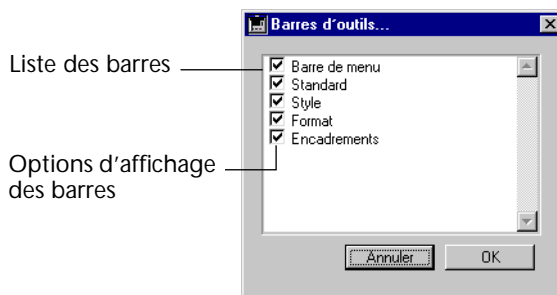 Barres d'outils...
Liste des barres
Barre de menu
Standard
Style
Format
Encadrements
Options d'affichage
des barres
Annuler
OK